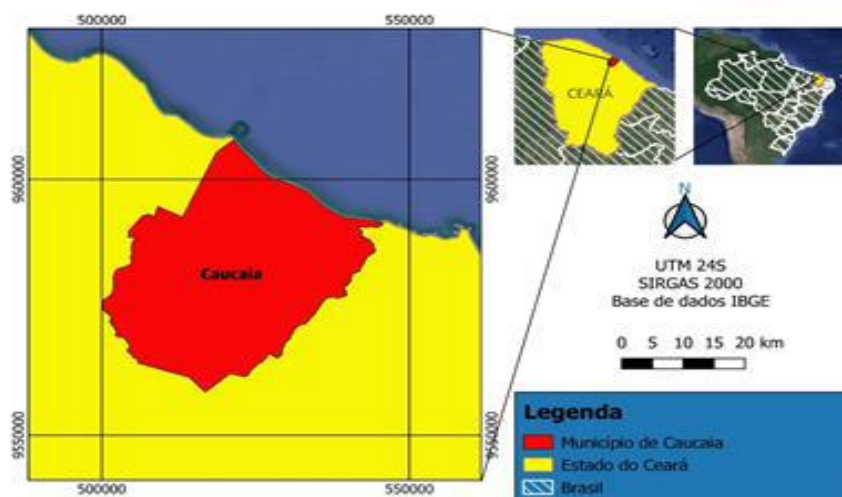 500000
550000
9600000
9600000
Caucaia
9550000
9550000
500000
550000
CEARÁ
N
UTM 24S
SIRGAS 2000
Base de dados IBGE
0 5 10 15 20 km
Legenda
Município de Caucaia
Estado do Ceará
Brasil